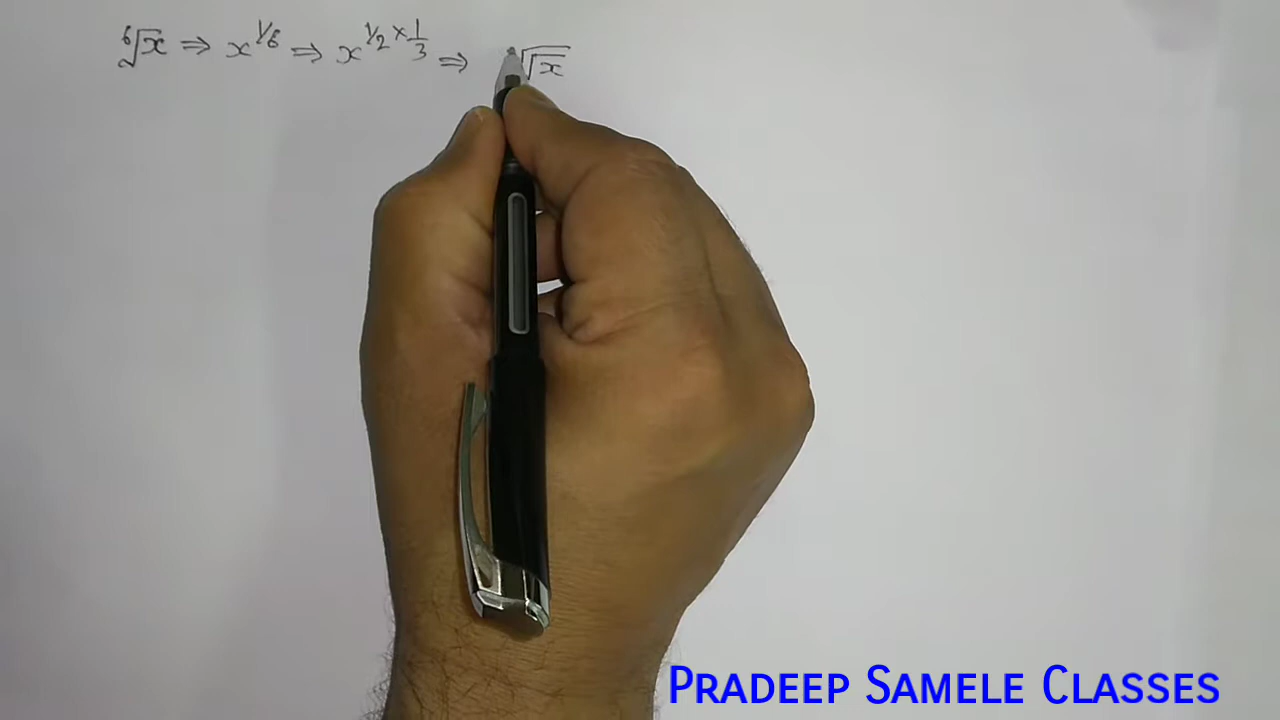 ⁶√x ⇒ x^1/6 ⇒ x^1/2 × 1/3 ⇒ √√x
PRADEEP SAMELE CLASSES